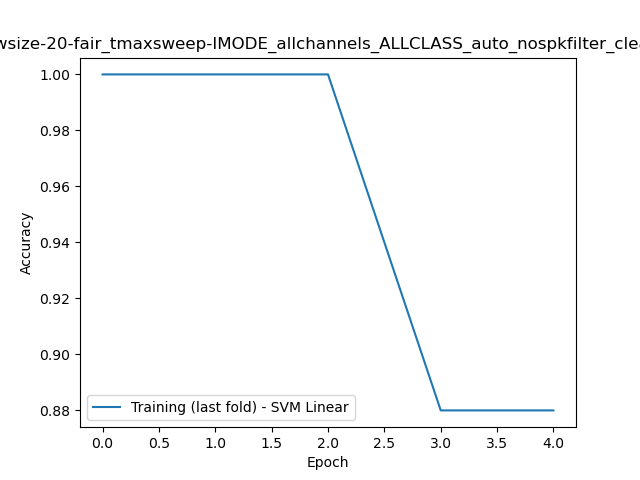 wsize-20-fair_tmaxsweep-IMODE_allchannels_ALLCLASS_auto_nospkfilter_clea
1.00
0.98
0.96
0.94
0.92
0.90
0.88
Accuracy
Training (last fold) - SVM Linear
0.0 0.5 1.0 1.5 2.0 2.5 3.0 3.5 4.0
Epoch